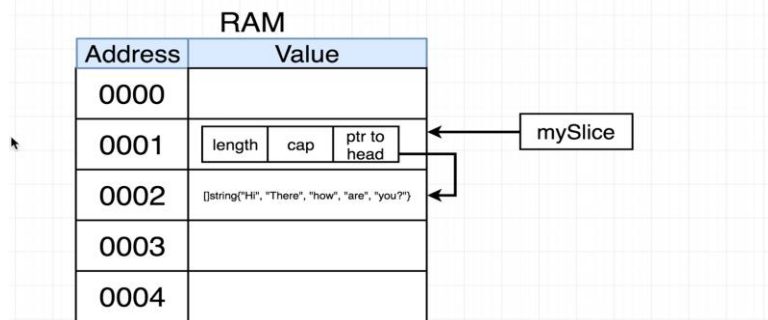 RAM
Address Value
0000
0001 length cap ptr to head mySlice
0002 []string{"Hi", "There", "how", "are", "you?"}
0003
0004